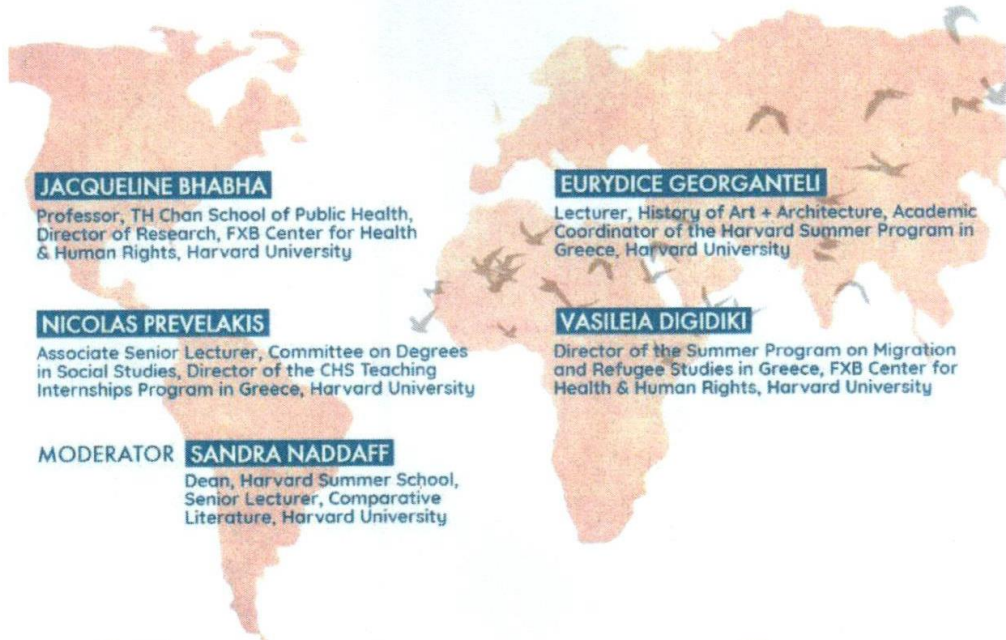 JACQUELINE BHABHA
Professor, TH Chan School of Public Health,
Director of Research, FXB Center for Health
& Human Rights, Harvard University
EURYDICE GEORGANTELI
Lecturer, History of Art + Architecture, Academic
Coordinator of the Harvard Summer Program in
Greece, Harvard University
NICOLAS PREVELAKIS
Associate Senior Lecturer, Committee on Degrees
in Social Studies, Director of the CHS Teaching
Internships Program in Greece, Harvard University
VASILEIA DIGIDIKI
Director of the Summer Program on Migration
and Refugee Studies in Greece, FXB Center for
Health & Human Rights, Harvard University
MODERATOR SANDRA NADDAFF
Dean, Harvard Summer School,
Senior Lecturer, Comparative
Literature, Harvard University